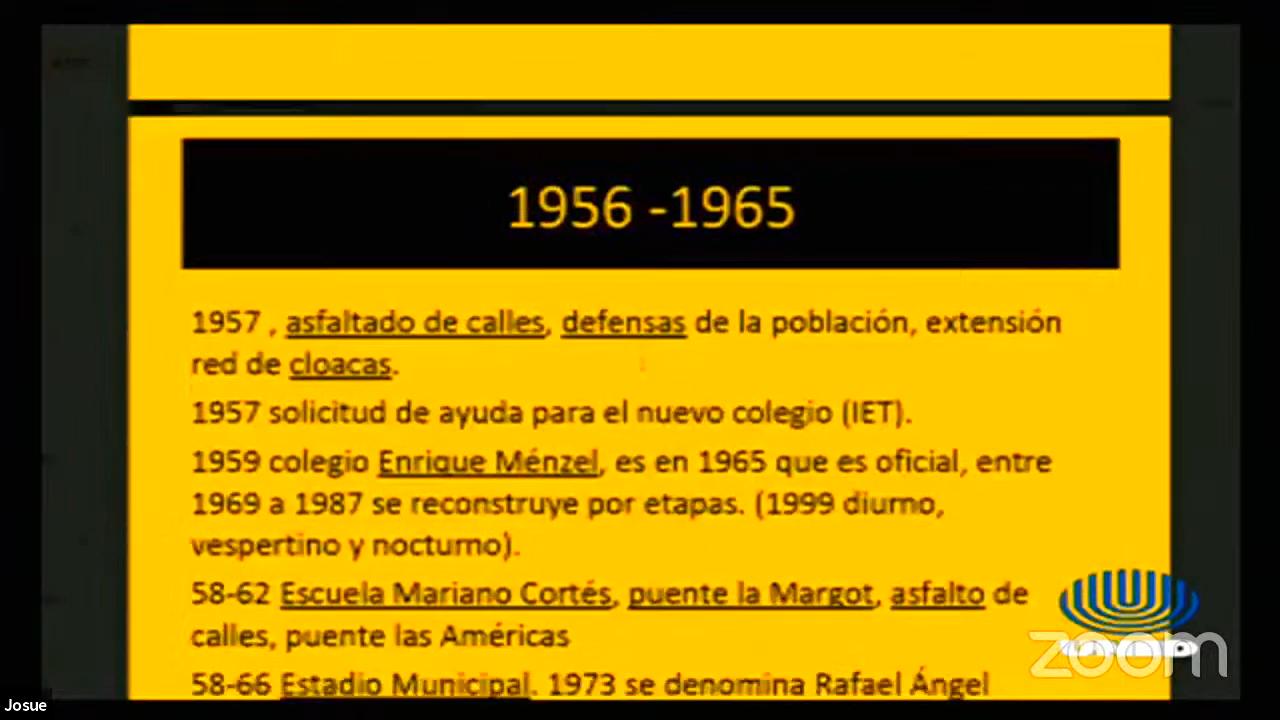 1956 -1965
1957 , asfaltado de calles, defensas de la población, extensión
red de cloacas.
1957 solicitud de ayuda para el nuevo colegio (IET).
1959 colegio Enrique Ménzel, es en 1965 que es oficial, entre
1969 a 1987 se reconstruye por etapas. (1999 diurno,
vespertino y nocturno).
58-62 Escuela Mariano Cortés, puente la Margot, asfalto de
calles, puente las Américas
58-66 Estadio Municipal. 1973 se denomina Rafael Ángel
zoom
Josue